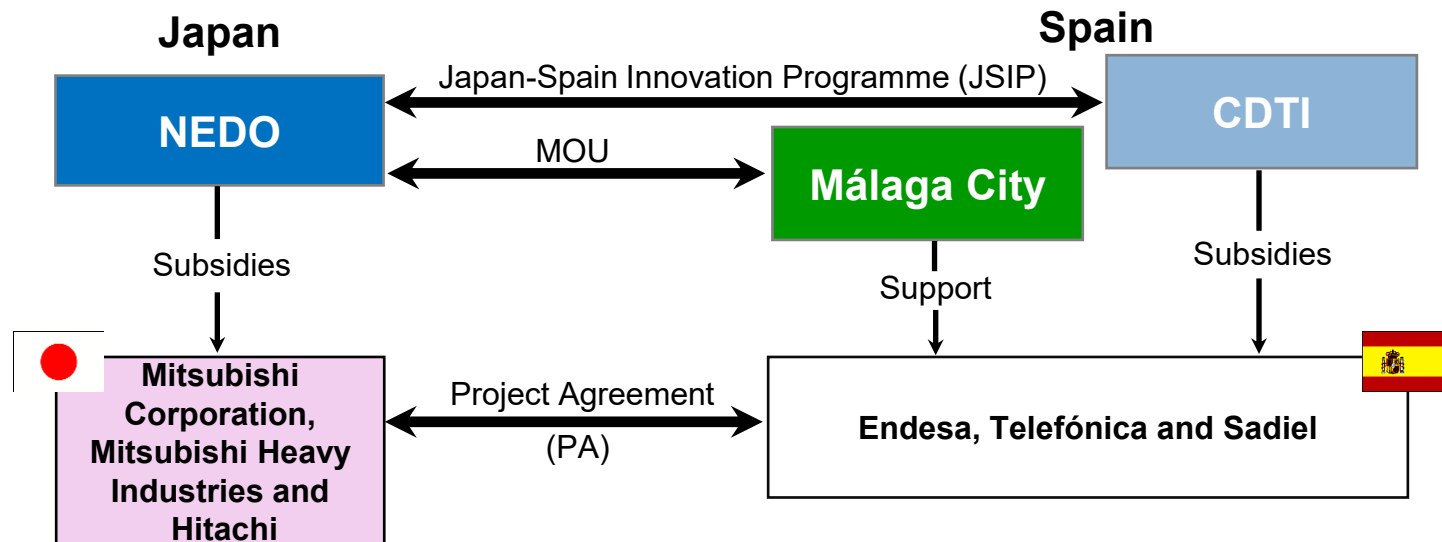 Japan
Spain
Japan-Spain Innovation Programme (JSIP)
NEDO
CDTI
MOU
Málaga City
Subsidies
Support
Subsidies
Mitsubishi
Corporation,
Mitsubishi Heavy
Industries and
Hitachi
Project Agreement
(PA)
Endesa, Telefónica and Sadiel